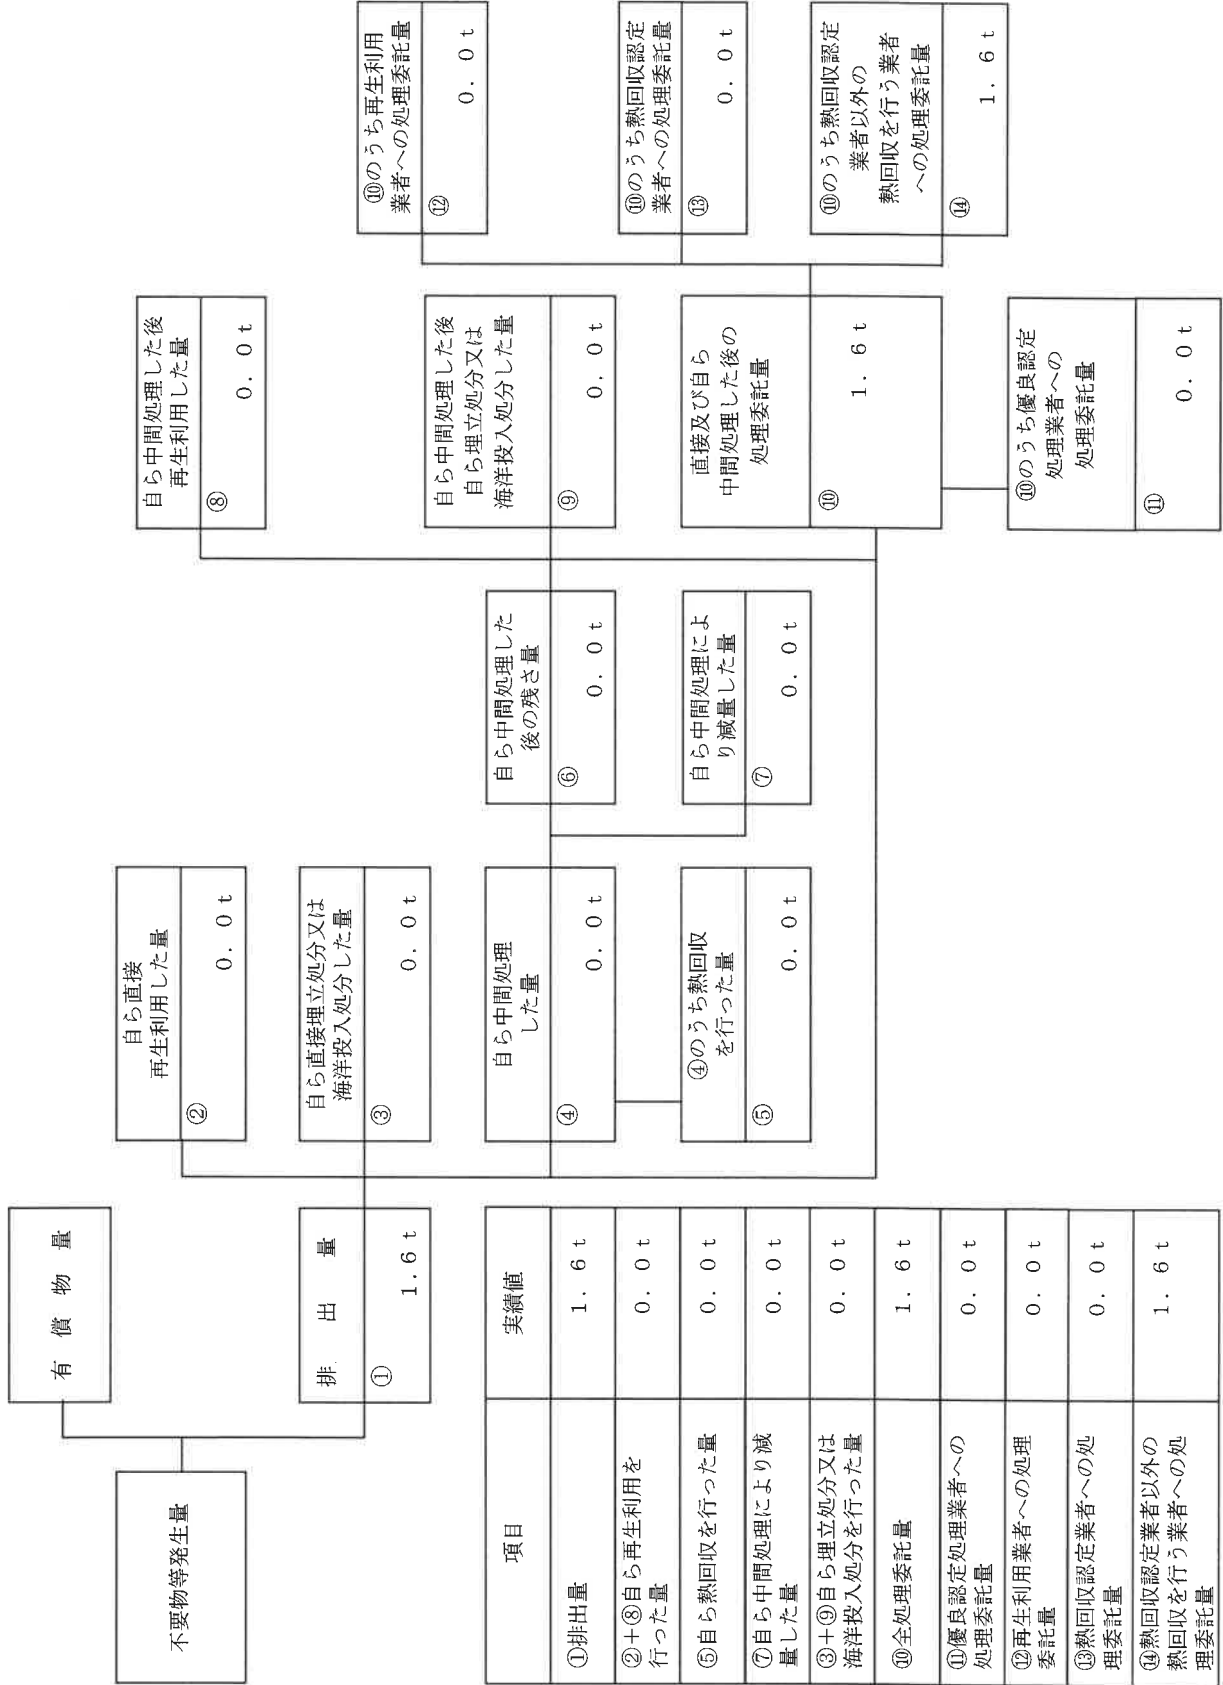 不要物等発生量
有償物量
排出量
① 1.6t
自ら直接
再生利用した量
② 0.0t
自ら直接埋立処分又は
海洋投入処分した量
③ 0.0t
自ら中間処理
した量
④ 0.0t
④のうち熱回収
を行った量
⑤ 0.0t
自ら中間処理した
後の残さ量
⑥ 0.0t
自ら中間処理によ
り減量した量
⑦ 0.0t
自ら中間処理した後
再生利用した量
⑧ 0.0t
自ら中間処理した後
自ら埋立処分又は
海洋投入処分した量
⑨ 0.0t
直接及び自ら
中間処理した後の
処理委託量
⑩ 1.6t
⑩のうち優良認定
処理業者への
処理委託量
⑪ 0.0t
⑩のうち再生利用
業者への処理委託量
⑫ 0.0t
⑩のうち熱回収認定
業者への処理委託量
⑬ 0.0t
⑩のうち熱回収認定
業者以外の
熱回収を行う業者
への処理委託量
⑭ 1.6t
項目 実績値
①排出量 1.6t
②+⑧自ら再生利用を
行った量 0.0t
⑤自ら熱回収を行った量 0.0t
⑦自ら中間処理により減
量した量 0.0t
③+⑨自ら埋立処分又は
海洋投入処分を行った量 0.0t
⑩全処理委託量 1.6t
⑪優良認定処理業者への
処理委託量 0.0t
⑫再生利用業者への処理
委託量 0.0t
⑬熱回収認定業者への処
理委託量 0.0t
⑭熱回収認定業者以外の
熱回収を行う業者への処
理委託量 1.6t